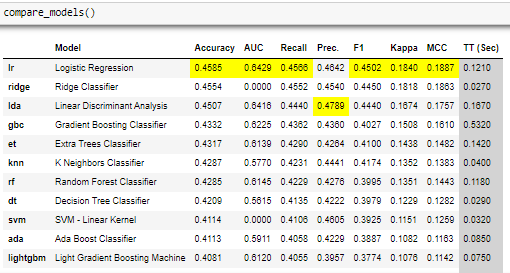 compare_models()
Model Accuracy AUC Recall Prec. F1 Kappa MCC TT (Sec)
lr Logistic Regression 0.4585 0.6429 0.4566 0.4642 0.4502 0.1840 0.1887 0.1210
ridge Ridge Classifier 0.4554 0.0000 0.4552 0.4540 0.4450 0.1818 0.1863 0.0270
lda Linear Discriminant Analysis 0.4507 0.6416 0.4440 0.4789 0.4440 0.1674 0.1757 0.1670
gbc Gradient Boosting Classifier 0.4332 0.6225 0.4362 0.4360 0.4027 0.1508 0.1610 0.5320
et Extra Trees Classifier 0.4317 0.6139 0.4290 0.4264 0.4100 0.1438 0.1482 0.1420
knn K Neighbors Classifier 0.4287 0.5770 0.4231 0.4441 0.4174 0.1352 0.1383 0.0400
rf Random Forest Classifier 0.4285 0.6145 0.4229 0.4276 0.3995 0.1351 0.1443 0.1180
dt Decision Tree Classifier 0.4209 0.5615 0.4135 0.4222 0.3979 0.1229 0.1282 0.0290
svm SVM - Linear Kernel 0.4114 0.0000 0.4106 0.4605 0.3925 0.1151 0.1259 0.0320
ada Ada Boost Classifier 0.4113 0.5911 0.4058 0.4229 0.3887 0.1082 0.1163 0.0850
lightgbm Light Gradient Boosting Machine 0.4081 0.6120 0.4055 0.3957 0.3774 0.1076 0.1142 0.0750